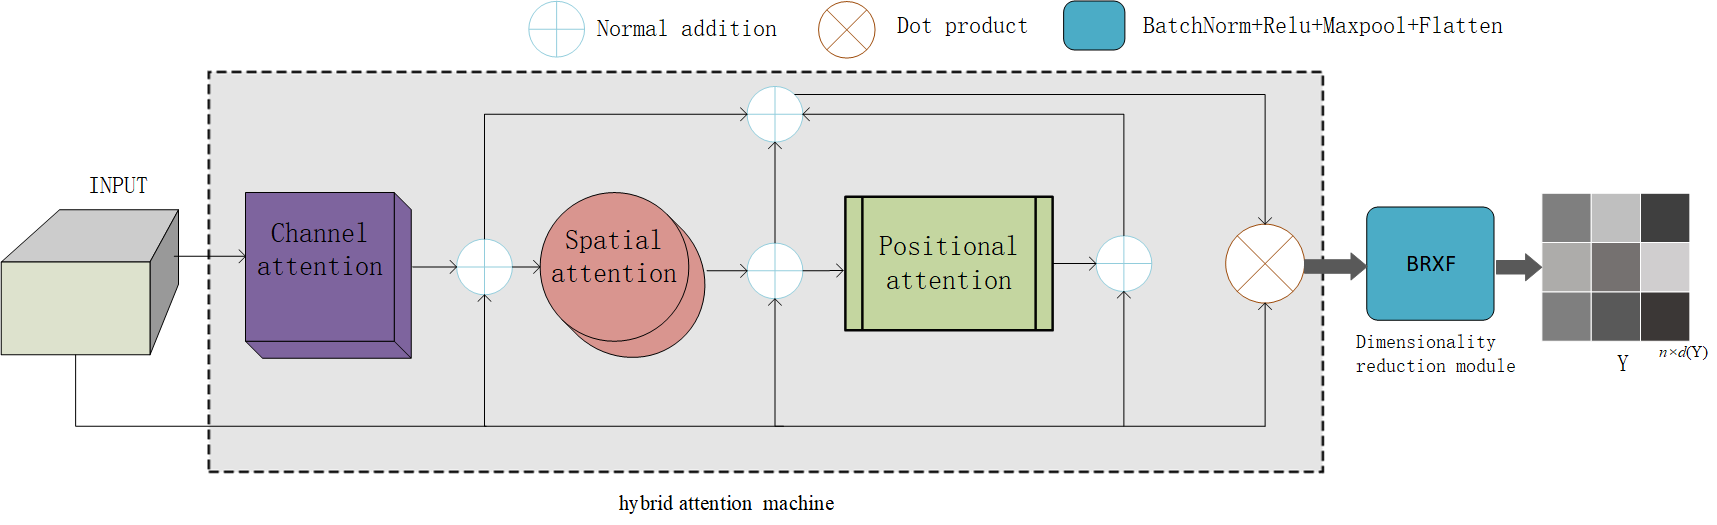 Normal addition
Dot product
BatchNorm+Relu+Maxpool+Flatten
INPUT
Channel
attention
Spatial
attention
Positional
attention
BRXF
Dimensionality
reduction module
Y
n×d(Y)
hybrid attention machine